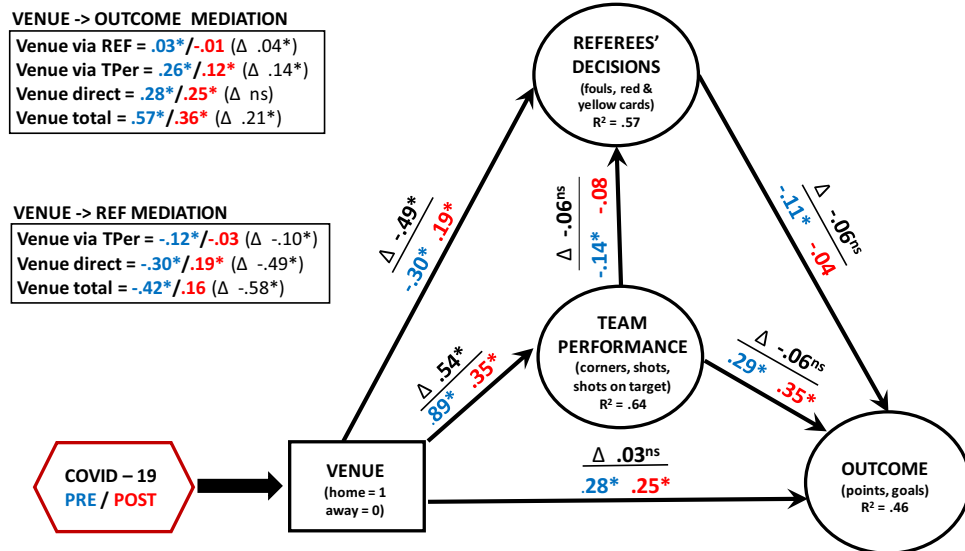 VENUE -> OUTCOME MEDIATION
Venue via REF = .03*/-.01 (Δ .04*)
Venue via TPer = .26*/.12* (Δ .14*)
Venue direct = .28*/.25* (Δ ns)
Venue total = .57*/.36* (Δ .21*)
VENUE -> REF MEDIATION
Venue via TPer = -.12*/-.03 (Δ -.10*)
Venue direct = -.30*/.19* (Δ -.49*)
Venue total = -.42*/.16 (Δ -.58*)
REFEREES'
DECISIONS
(fouls, red &
yellow cards)
R² = .57
Δ -.49*
-.30* .19*
Δ -.06ⁿˢ
-.14* -.08
Δ -.06ⁿˢ
-.11* -.04
TEAM
PERFORMANCE
(corners, shots,
shots on target)
R² = .64
Δ .54*
.89* .35*
Δ -.06ⁿˢ
.29* .35*
COVID – 19
PRE / POST
VENUE
(home = 1
away = 0)
Δ .03ⁿˢ
.28* .25*
OUTCOME
(points, goals)
R² = .46